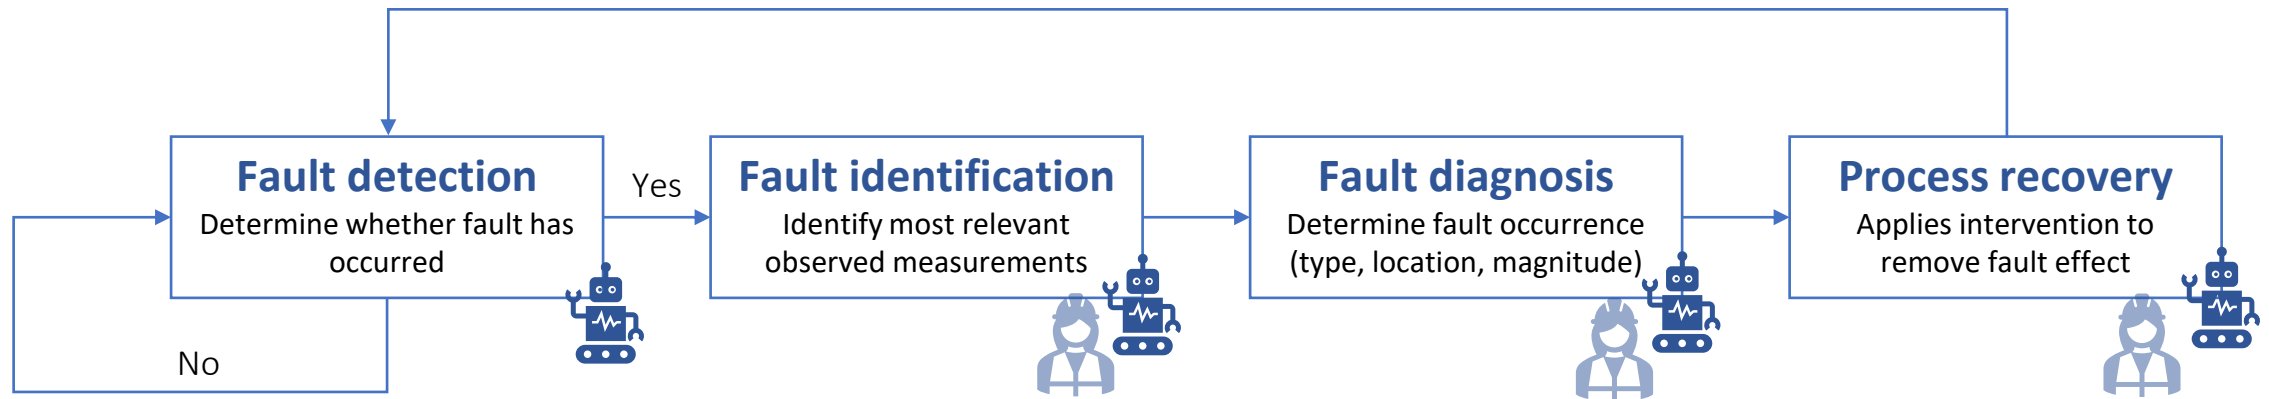 Fault detection
Determine whether fault has
occurred
Yes
No
Fault identification
Identify most relevant
observed measurements
Fault diagnosis
Determine fault occurrence
(type, location, magnitude)
Process recovery
Applies intervention to
remove fault effect